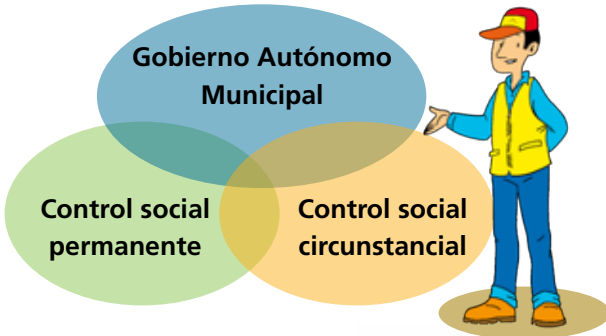 Gobierno Autónomo
Municipal
Control social
permanente
Control social
circunstancial